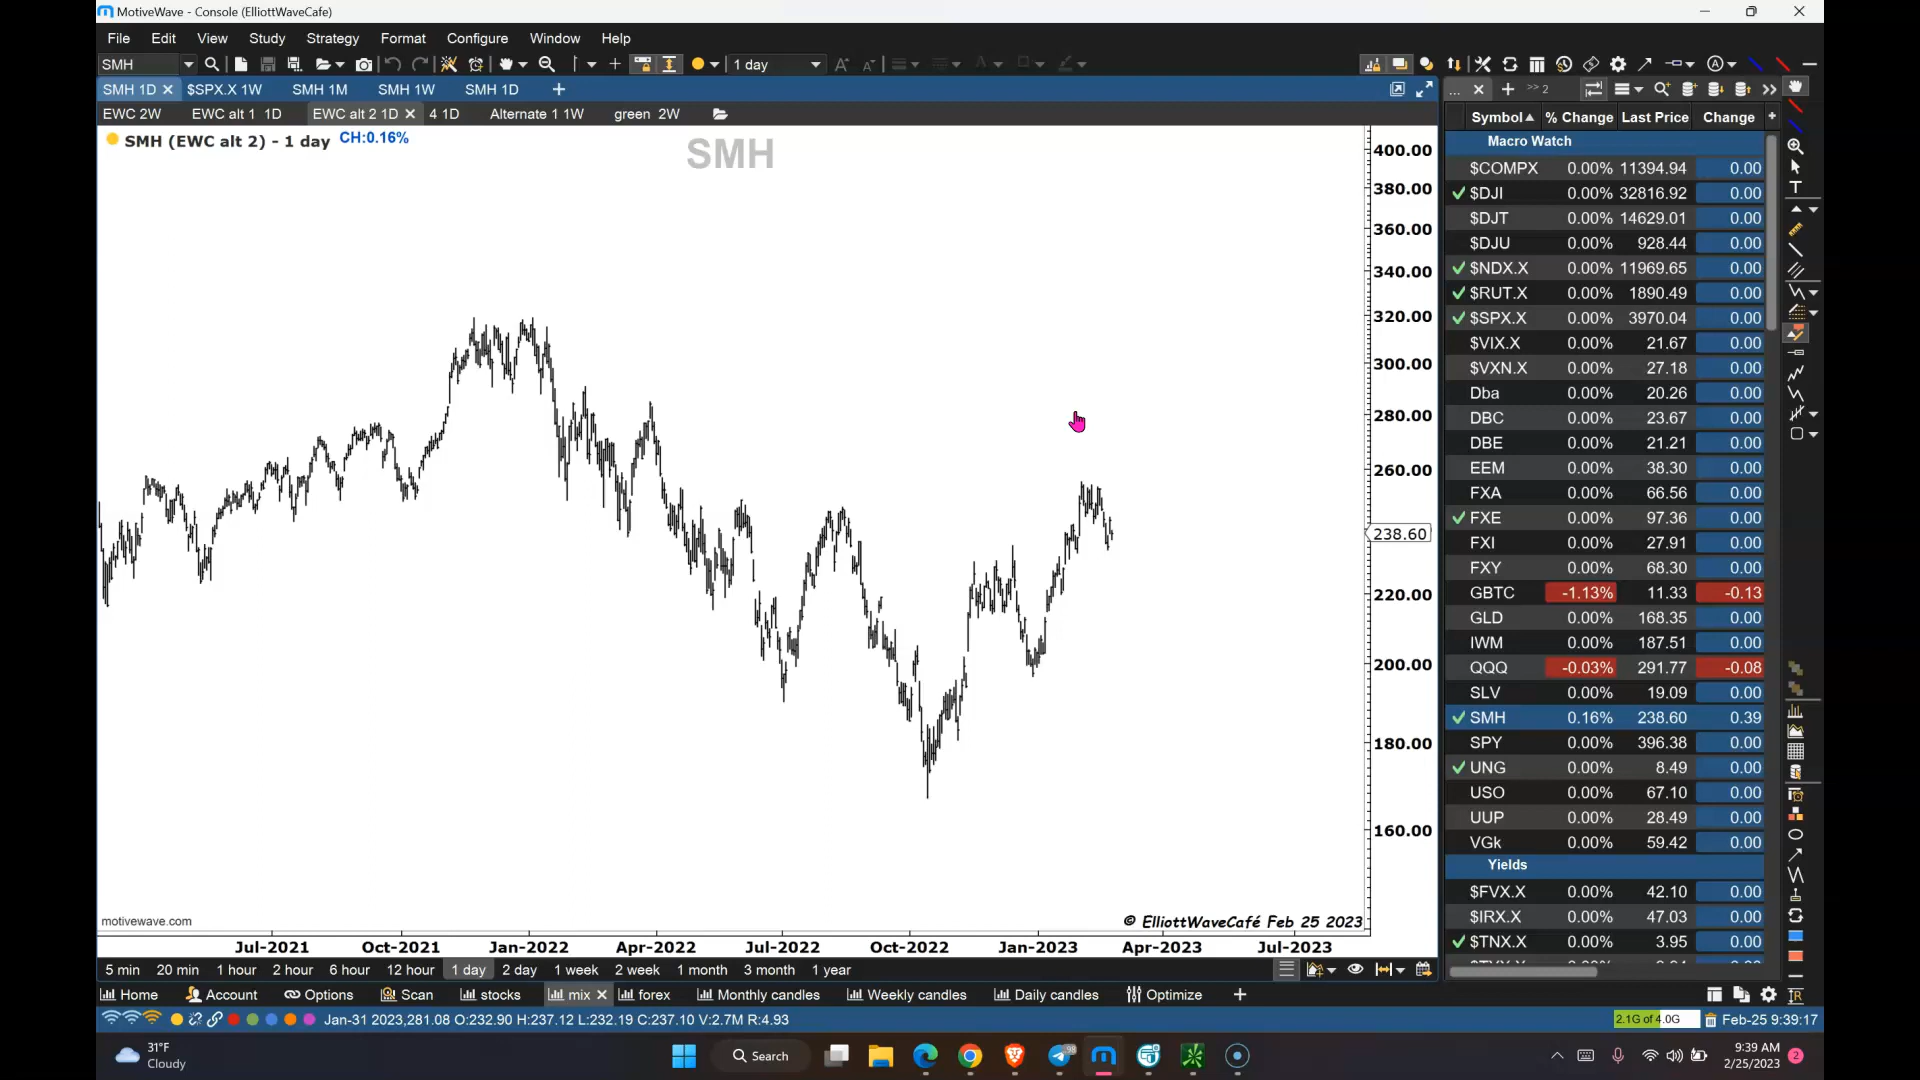 MotiveWave - Console (ElliottWaveCafe)
File Edit View Study Strategy Format Configure Window Help
SMH 1 day
SMH 1D $SPX.X 1W SMH 1M SMH 1W SMH 1D
EWC 2W EWC alt 1 1D EWC alt 2 1D 4 1D Alternate 1 1W green 2W
SMH (EWC alt 2) - 1 day CH:0.16%
SMH
400.00
380.00
360.00
340.00
320.00
300.00
280.00
260.00
238.60
220.00
200.00
180.00
160.00
motivewave.com
© ElliottWaveCafé Feb 25 2023
Jul-2021 Oct-2021 Jan-2022 Apr-2022 Jul-2022 Oct-2022 Jan-2023 Apr-2023 Jul-2023
... >> 2
Symbol % Change Last Price Change
Macro Watch
$COMPX 0.00% 11394.94 0.00
$DJI 0.00% 32816.92 0.00
$DJT 0.00% 14629.01 0.00
$DJU 0.00% 928.44 0.00
$NDX.X 0.00% 11969.65 0.00
$RUT.X 0.00% 1890.49 0.00
$SPX.X 0.00% 3970.04 0.00
$VIX.X 0.00% 21.67 0.00
$VXN.X 0.00% 27.18 0.00
Dba 0.00% 20.26 0.00
DBC 0.00% 23.67 0.00
DBE 0.00% 21.21 0.00
EEM 0.00% 38.30 0.00
FXA 0.00% 66.56 0.00
FXE 0.00% 97.36 0.00
FXI 0.00% 27.91 0.00
FXY 0.00% 68.30 0.00
GBTC -1.13% 11.33 -0.13
GLD 0.00% 168.35 0.00
IWM 0.00% 187.51 0.00
QQQ -0.03% 291.77 -0.08
SLV 0.00% 19.09 0.00
SMH 0.16% 238.60 0.39
SPY 0.00% 396.38 0.00
UNG 0.00% 8.49 0.00
USO 0.00% 67.10 0.00
UUP 0.00% 28.49 0.00
VGk 0.00% 59.42 0.00
Yields
$FVX.X 0.00% 42.10 0.00
$IRX.X 0.00% 47.03 0.00
$TNX.X 0.00% 3.95 0.00
5 min 20 min 1 hour 2 hour 6 hour 12 hour 1 day 2 day 1 week 2 week 1 month 3 month 1 year
Home Account Options Scan stocks mix forex Monthly candles Weekly candles Daily candles Optimize
Jan-31 2023,281.08 O:232.90 H:237.12 L:232.19 C:237.10 V:2.7M R:4.93
2.1G of 4.0G Feb-25 9:39:17
31°F
Cloudy
Search
98
9:39 AM
2/25/2023
2